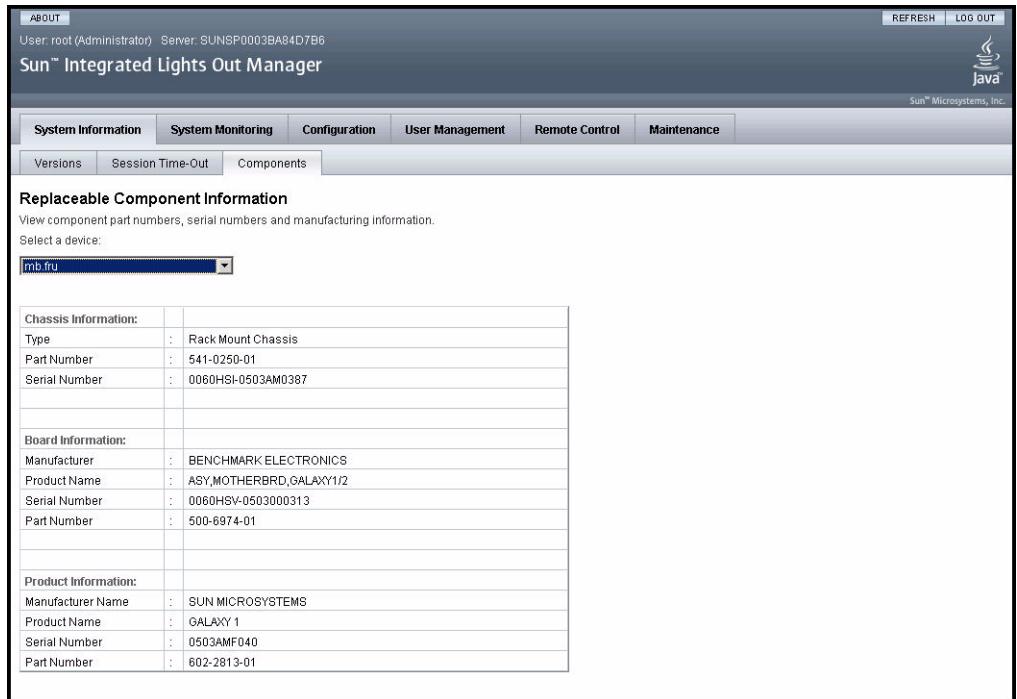 ABOUT REFRESH LOG OUT
User: root (Administrator) Server: SUNSP0003BA84D7B6
Sun™ Integrated Lights Out Manager
Java™
Sun™ Microsystems, Inc.
System Information System Monitoring Configuration User Management Remote Control Maintenance
Versions Session Time-Out Components
Replaceable Component Information
View component part numbers, serial numbers and manufacturing information.
Select a device:
mb.fru
Chassis Information:
Type : Rack Mount Chassis
Part Number : 541-0250-01
Serial Number : 0060HSI-0503AM0387
Board Information:
Manufacturer : BENCHMARK ELECTRONICS
Product Name : ASY,MOTHERBRD,GALAXY1/2
Serial Number : 0060HSV-0503000313
Part Number : 500-6974-01
Product Information:
Manufacturer Name : SUN MICROSYSTEMS
Product Name : GALAXY 1
Serial Number : 0503AMF040
Part Number : 602-2813-01